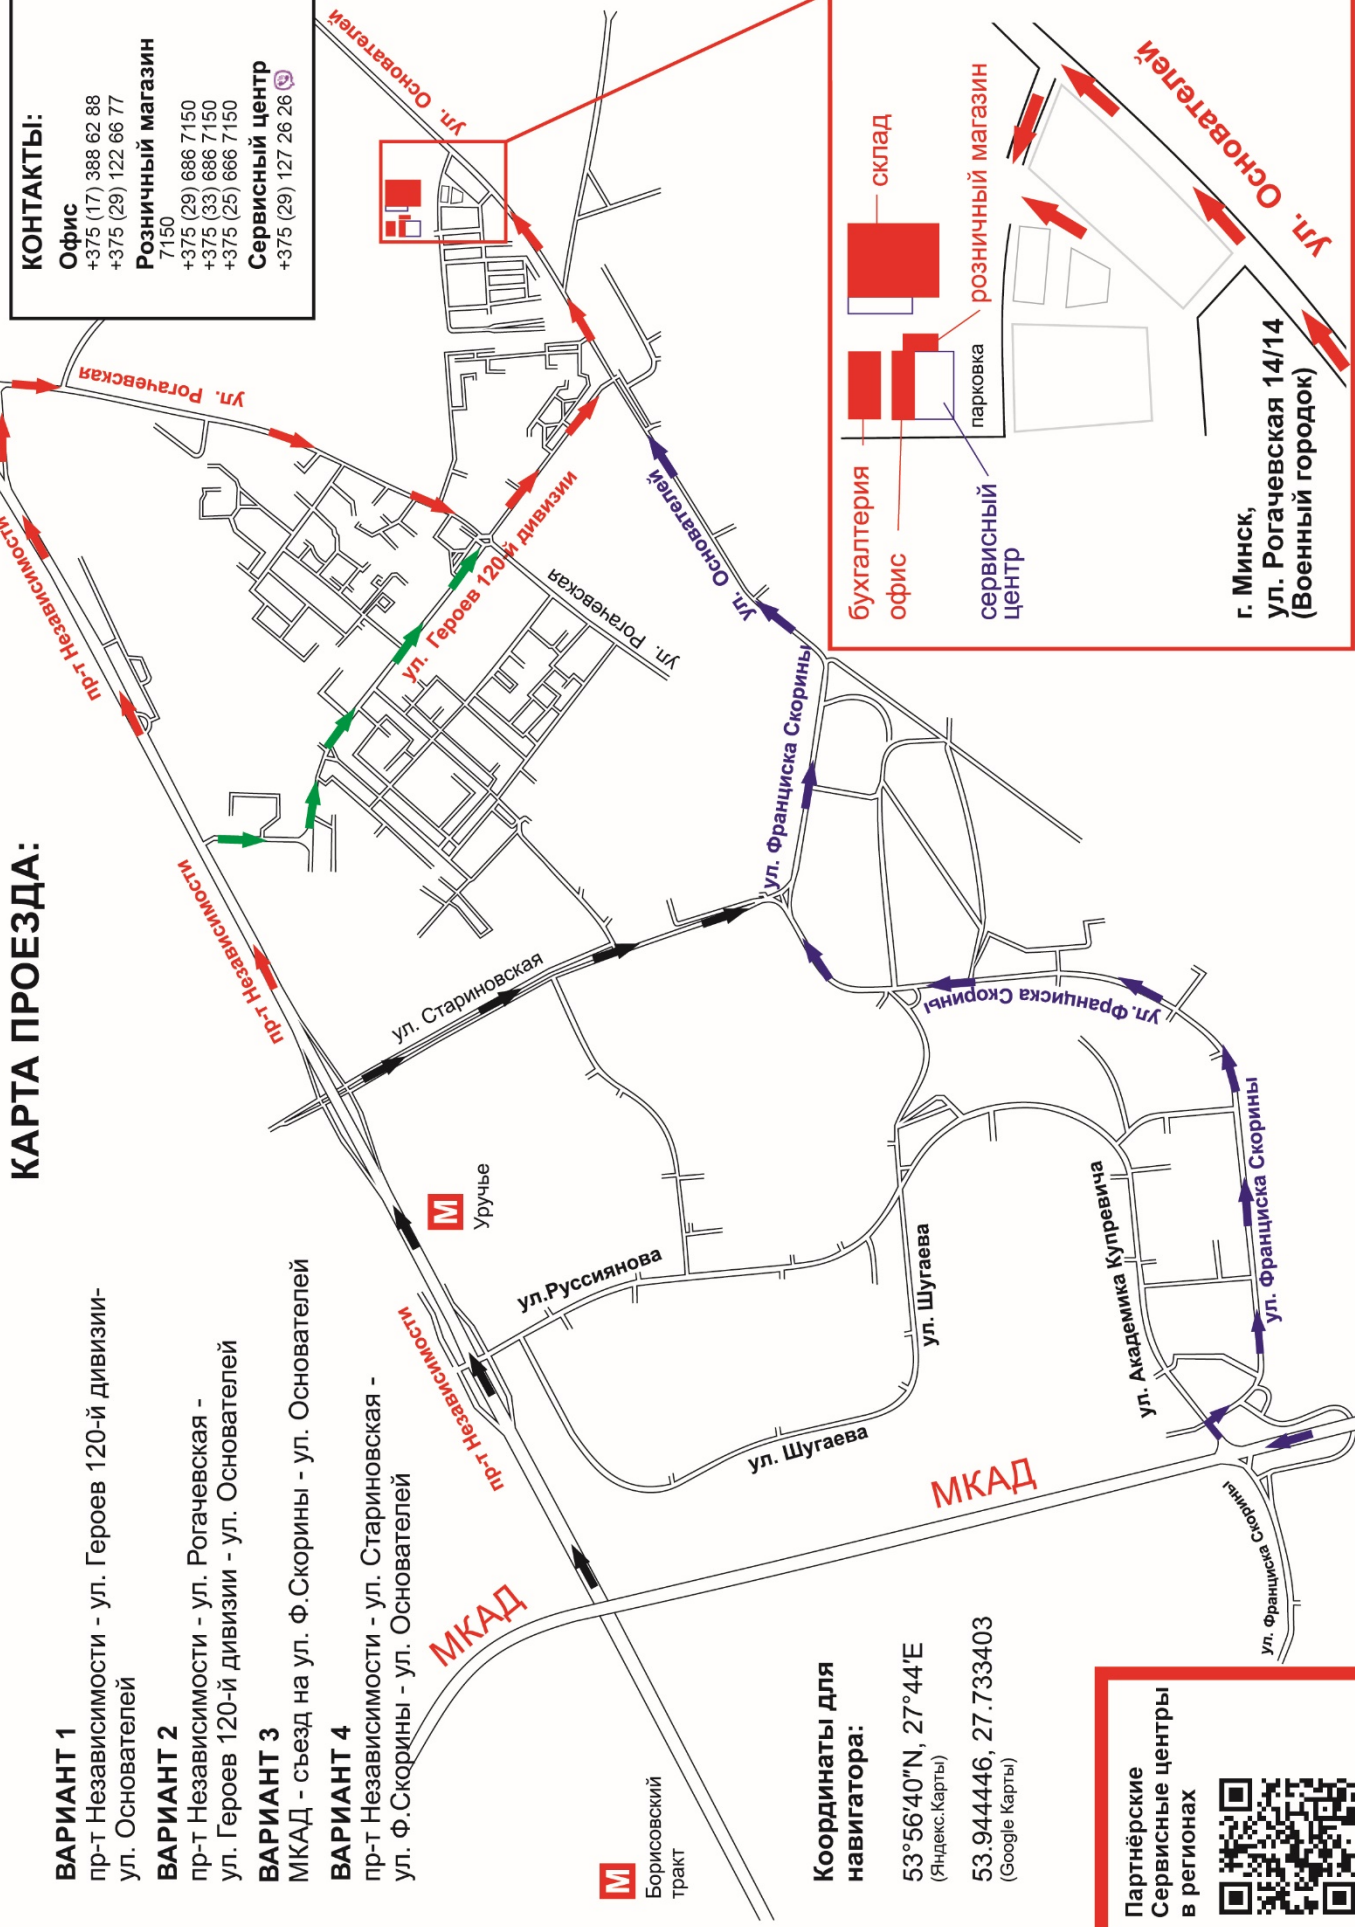 КАРТА ПРОЕЗДА:
ВАРИАНТ 1
пр-т Независимости - ул. Героев 120-й дивизии-
ул. Основателей
ВАРИАНТ 2
пр-т Независимости - ул. Рогачевская -
ул. Героев 120-й дивизии - ул. Основателей
ВАРИАНТ 3
МКАД - съезд на ул. Ф.Скорины - ул. Основателей
ВАРИАНТ 4
пр-т Независимости - ул. Стариновская -
ул. Ф.Скорины - ул. Основателей
КОНТАКТЫ:
Офис
+375 (17) 388 62 88
+375 (29) 122 66 77
Розничный магазин
7150
+375 (29) 686 7150
+375 (33) 686 7150
+375 (25) 666 7150
Сервисный центр
+375 (29) 127 26 26
пр-т Независимости
пр-т Независимости
пр-т Независимости
пр-т Независимости
ул. Рогачевская
ул. Основателей
ул. Героев 120-й дивизии
ул. Рогачевская
ул. Основателей
ул. Стариновская
ул. Франциска Скорины
ул.Франциска Скорины
ул. Франциска Скорины
ул. Франциска Скорины
М
Уручье
ул.Руссиянова
ул. Шугаева
ул. Шугаева
ул. Академика Купревича
МКАД
МКАД
М
Борисовский
тракт
Координаты для
навигатора:
53°56′40″N, 27°44′E
(Яндекс.Карты)
53.944446, 27.733403
(Google Карты)
Партнёрские
Сервисные центры
в регионах
бухгалтерия
офис
склад
розничный магазин
сервисный
центр
парковка
ул. Основателей
г. Минск,
ул. Рогачевская 14/14
(Военный городок)